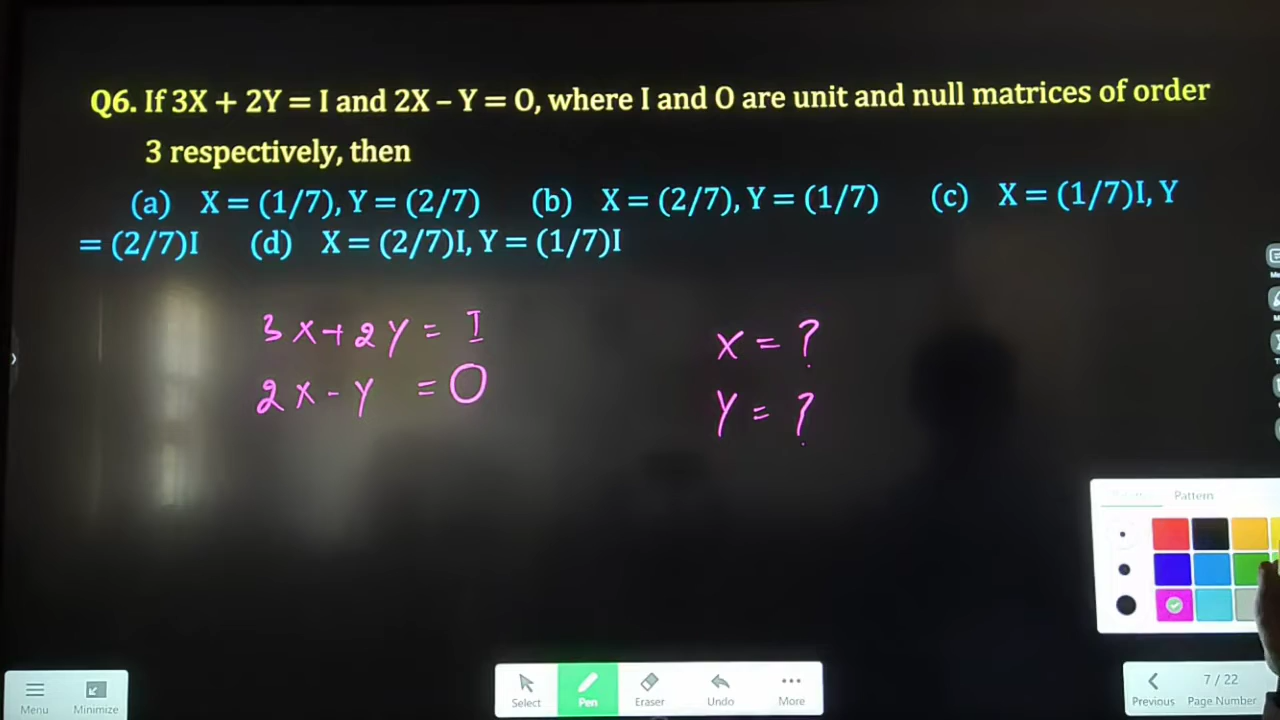 Q6. If 3X + 2Y = I and 2X – Y = O, where I and O are unit and null matrices of order
3 respectively, then
(a) X = (1/7), Y = (2/7) (b) X = (2/7), Y = (1/7) (c) X = (1/7)I, Y
= (2/7)I (d) X = (2/7)I, Y = (1/7)I
3X+2Y = I
2X-Y = O
X = ?
Y = ?
Pattern
Menu
Minimize
Select
Pen
Eraser
Undo
More
7 / 22
Previous
Page Number